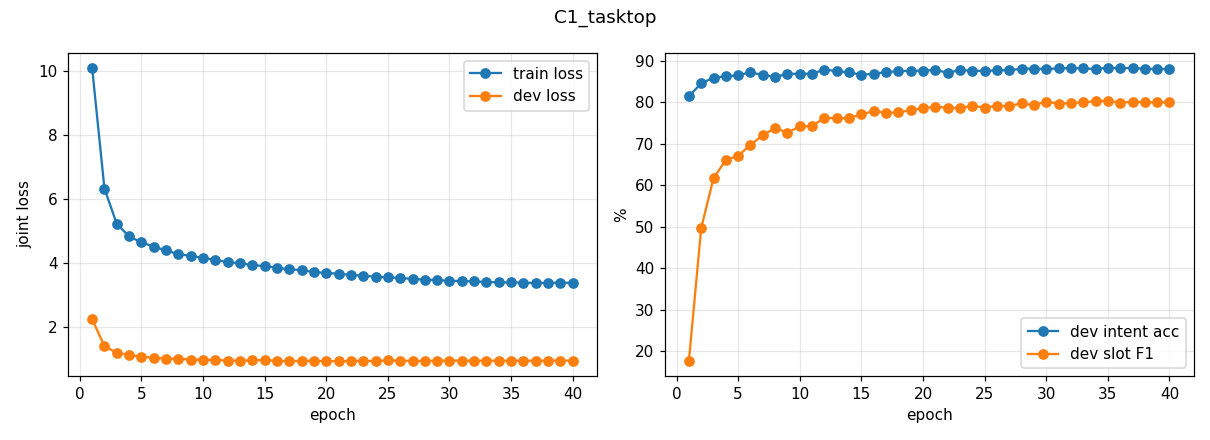 C1_tasktop
joint loss
10
8
6
4
2
0 5 10 15 20 25 30 35 40
epoch
train loss
dev loss
%
90
80
70
60
50
40
30
20
0 5 10 15 20 25 30 35 40
epoch
dev intent acc
dev slot F1